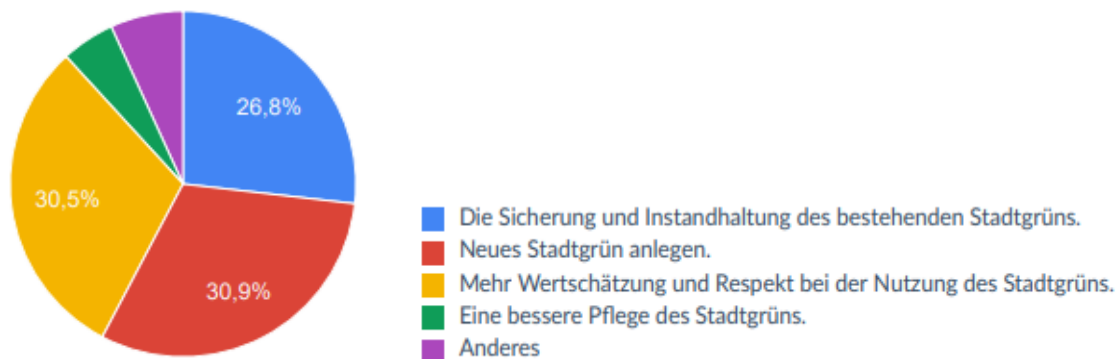 26,8%
30,5%
30,9%
Die Sicherung und Instandhaltung des bestehenden Stadtgrüns.
Neues Stadtgrün anlegen.
Mehr Wertschätzung und Respekt bei der Nutzung des Stadtgrüns.
Eine bessere Pflege des Stadtgrüns.
Anderes